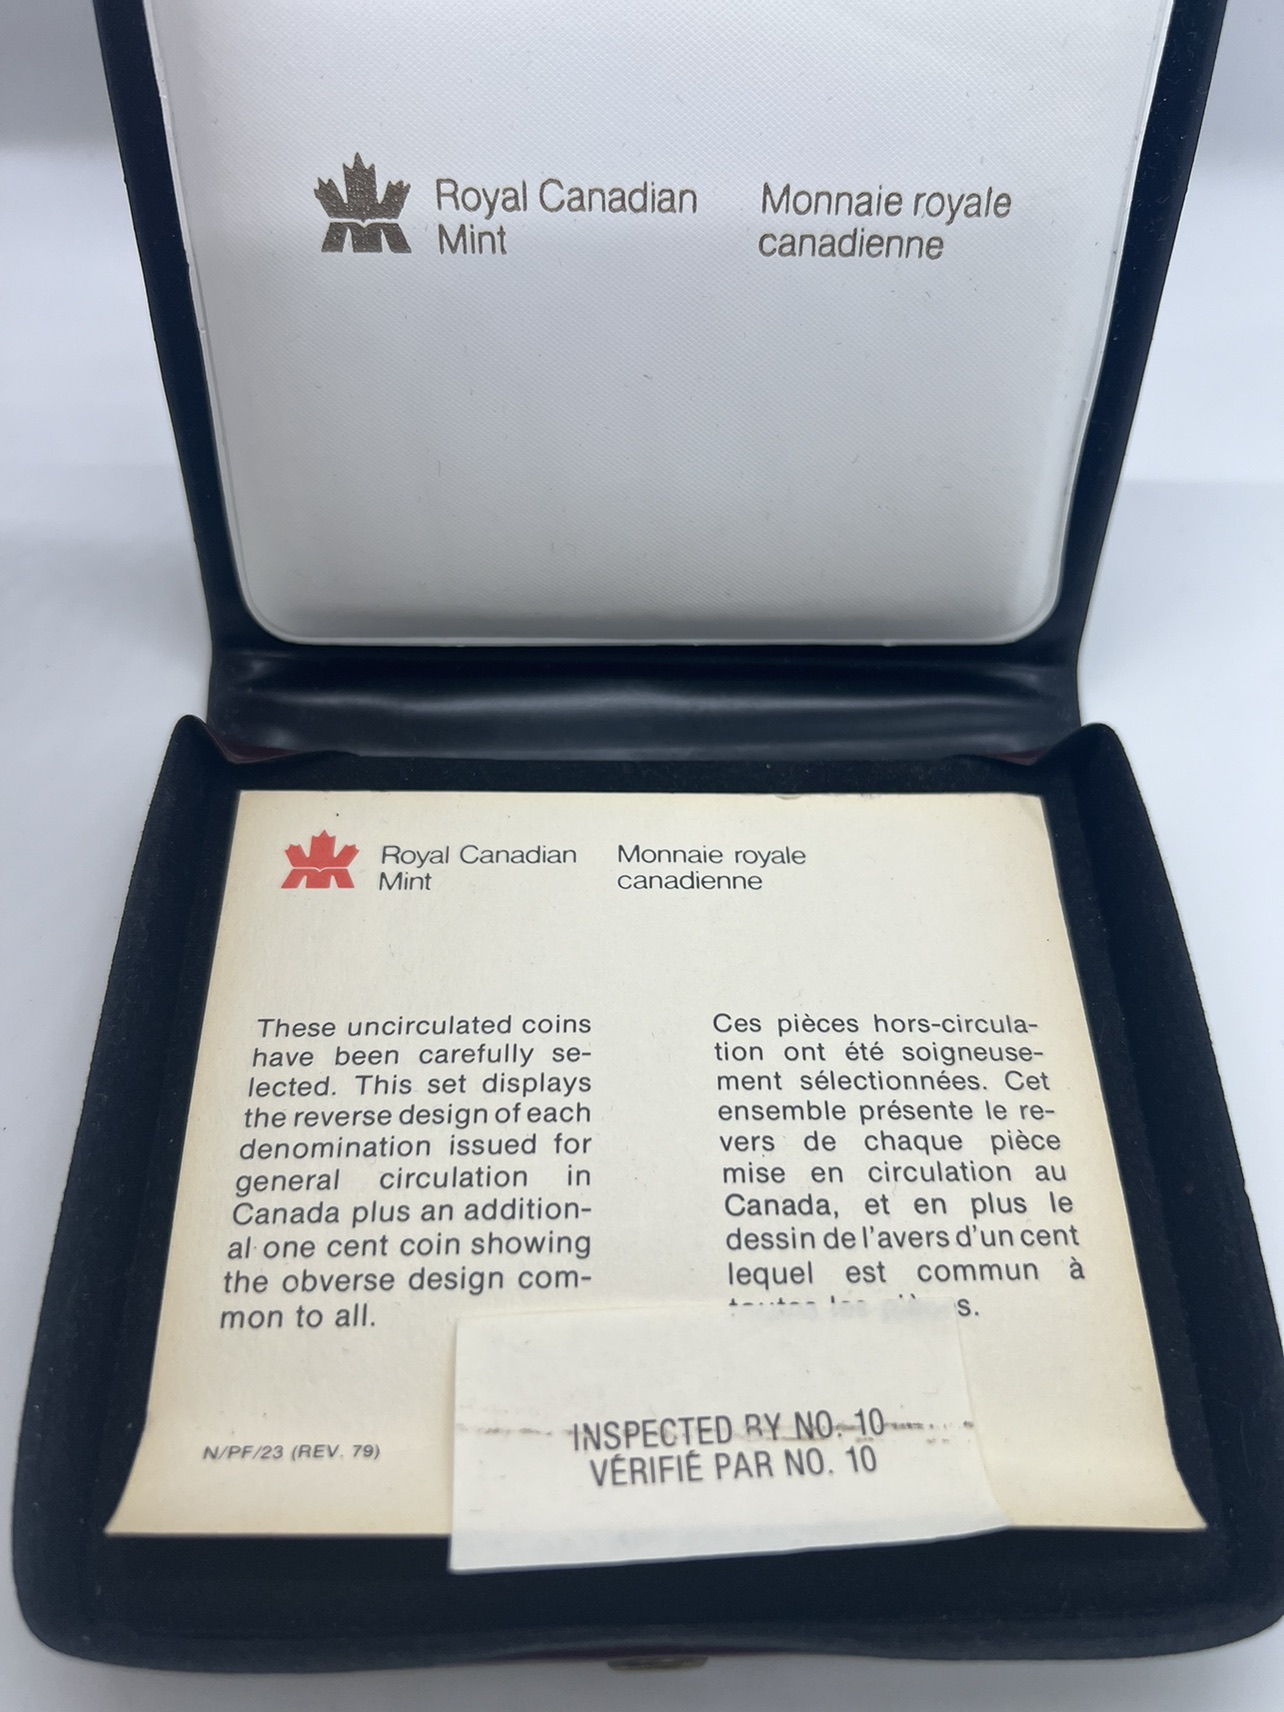 Royal Canadian
Mint
Monnaie royale
canadienne
Royal Canadian
Mint
Monnaie royale
canadienne
These uncirculated coins
have been carefully se-
lected. This set displays
the reverse design of each
denomination issued for
general circulation in
Canada plus an addition-
al one cent coin showing
the obverse design com-
mon to all.
Ces pièces hors-circula-
tion ont été soigneuse-
ment sélectionnées. Cet
ensemble présente le re-
vers de chaque pièce
mise en circulation au
Canada, et en plus le
dessin de l'avers d'un cent
lequel est commun à
toutes les pièces.
N/PF/23 (REV. 79)
INSPECTED BY NO. 10
VÉRIFIÉ PAR NO. 10